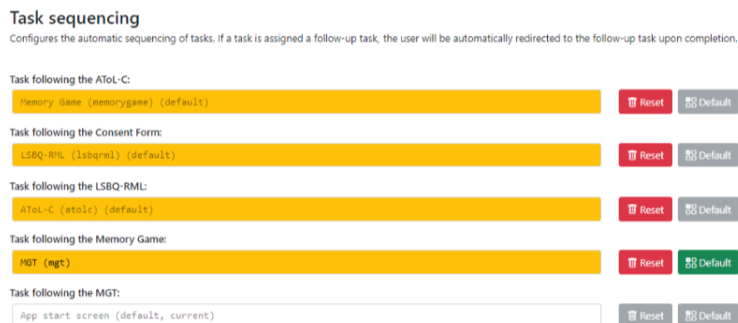 Task sequencing
Configures the automatic sequencing of tasks. If a task is assigned a follow-up task, the user will be automatically redirected to the follow-up task upon completion.
Task following the AToL-C:
Memory Game (memorygame) (default)
Reset
Default
Task following the Consent Form:
LSBQ-RML (lsbqrml) (default)
Reset
Default
Task following the LSBQ-RML:
AToL-C (atolc) (default)
Reset
Default
Task following the Memory Game:
MGT (mgt)
Reset
Default
Task following the MGT:
App start screen (default, current)
Reset
Default